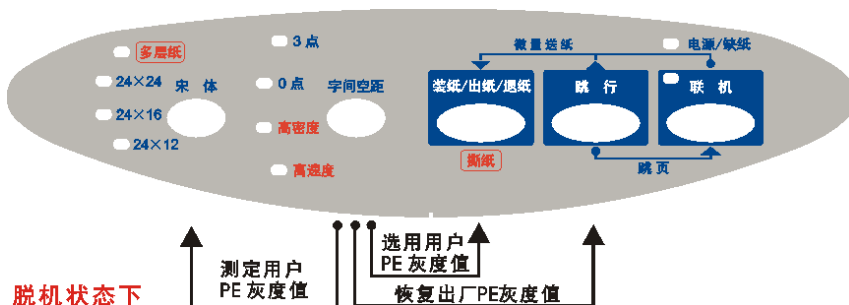 微量送纸
3点
多层纸
电源/缺纸
24×24
宋 体
0点
字间空距
装纸/出纸/退纸
跳 行
联 机
24×16
高密度
24×12
撕纸
高速度
跳页
测定用户
PE灰度值
选用用户
PE灰度值
恢复出厂PE灰度值
脱机状态下